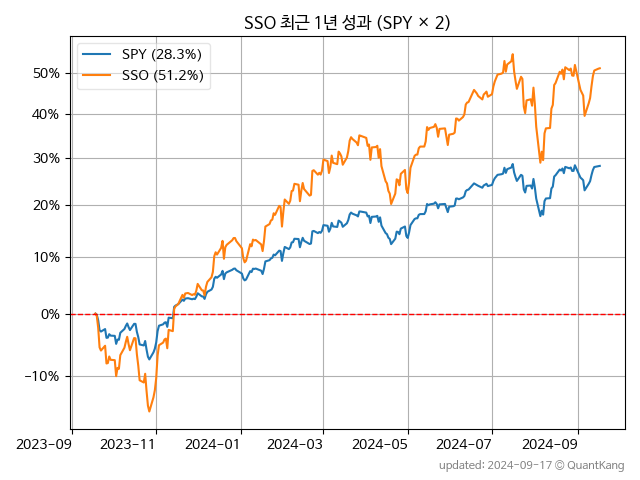 SSO 최근 1년 성과 (SPY × 2)
SPY (28.3%)
SSO (51.2%)
50%
40%
30%
20%
10%
0%
−10%
2023-09 2023-11 2024-01 2024-03 2024-05 2024-07 2024-09
updated: 2024-09-17 © QuantKang